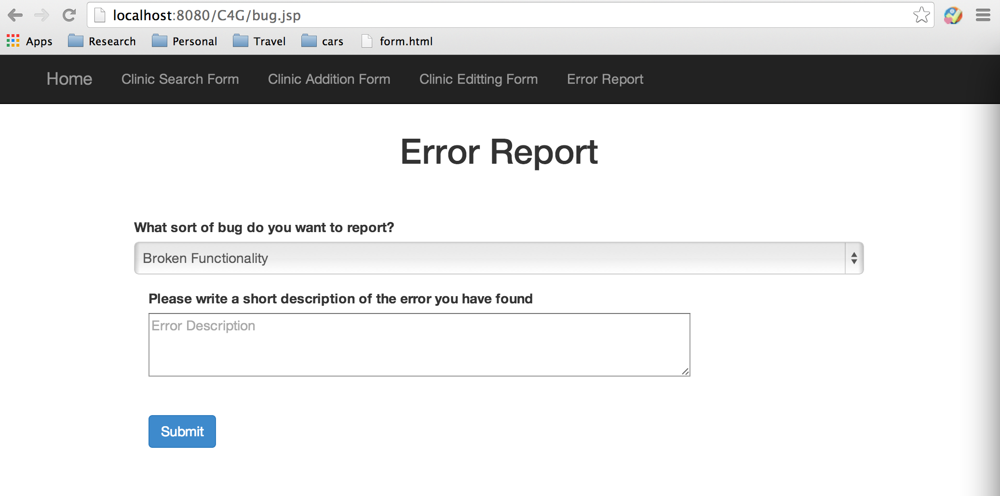 localhost:8080/C4G/bug.jsp
Apps Research Personal Travel cars form.html
Home Clinic Search Form Clinic Addition Form Clinic Editting Form Error Report
Error Report
What sort of bug do you want to report?
Broken Functionality
Please write a short description of the error you have found
Error Description
Submit